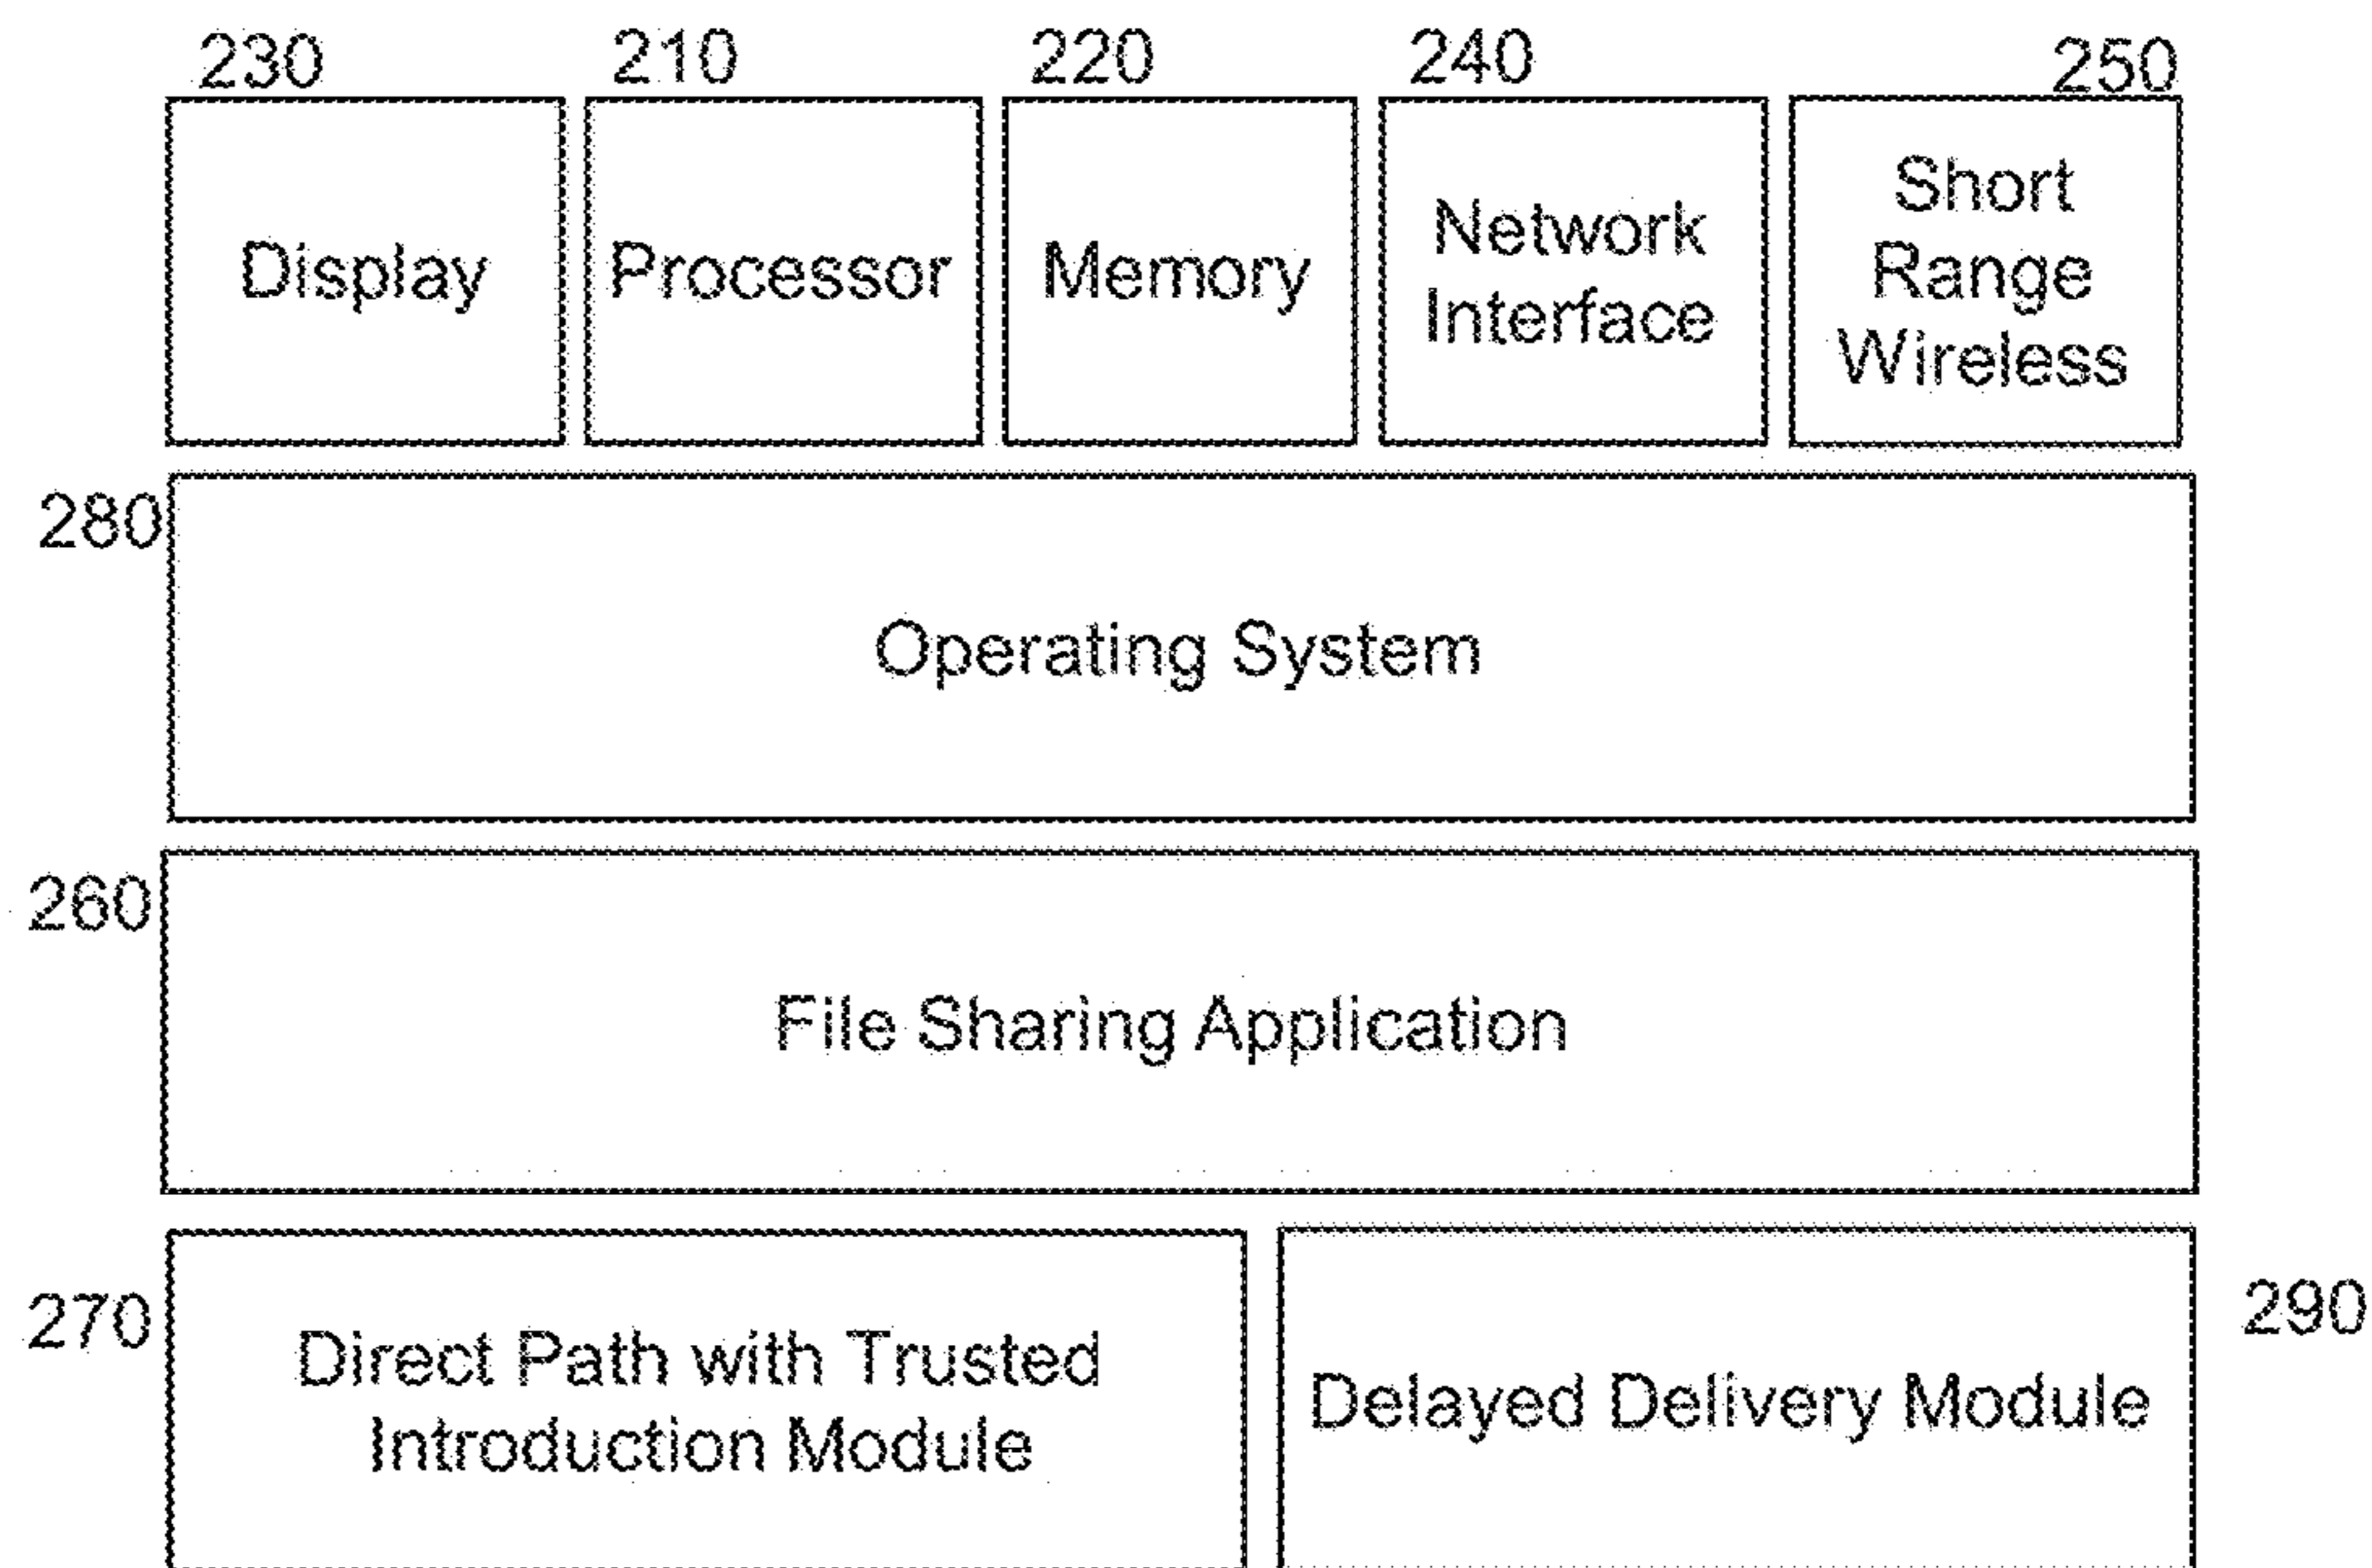 230 210 220 240 250
Display
Processor
Memory
Network
Interface
Short
Range
Wireless
280
Operating System
260
File Sharing Application
270
Direct Path with Trusted
Introduction Module
Delayed Delivery Module
290